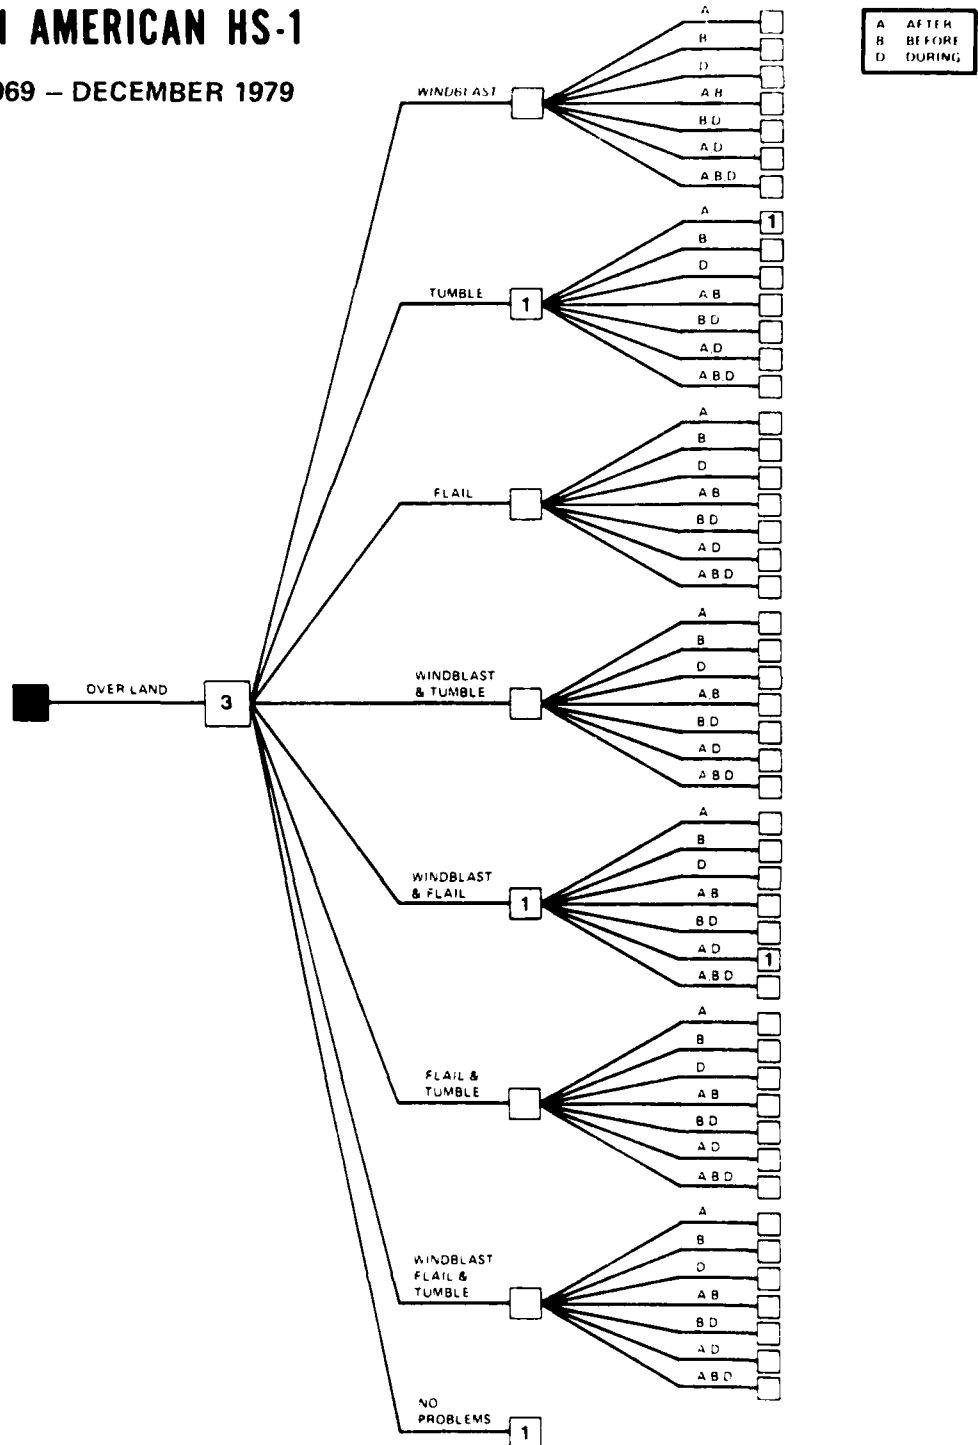 AMERICAN HS-1
A AFTER
B BEFORE
D DURING
069 – DECEMBER 1979
WINDBLAST
A
B
D
A B
B D
A,D
A B,D
TUMBLE
1
A
1
B
D
A B
B D
A,D
A B,D
FLAIL
A
B
D
A B
B D
A D
A B D
OVER LAND
3
WINDBLAST
& TUMBLE
A
B
D
A,B
B,D
A D
A B D
WINDBLAST
& FLAIL
1
A
B
D
A B
B D
A D
1
A,B D
FLAIL &
TUMBLE
A
B
D
A B
B D
A D
A B D
WINDBLAST
FLAIL &
TUMBLE
A
B
D
A B
B D
A D
A B D
NO
PROBLEMS
1